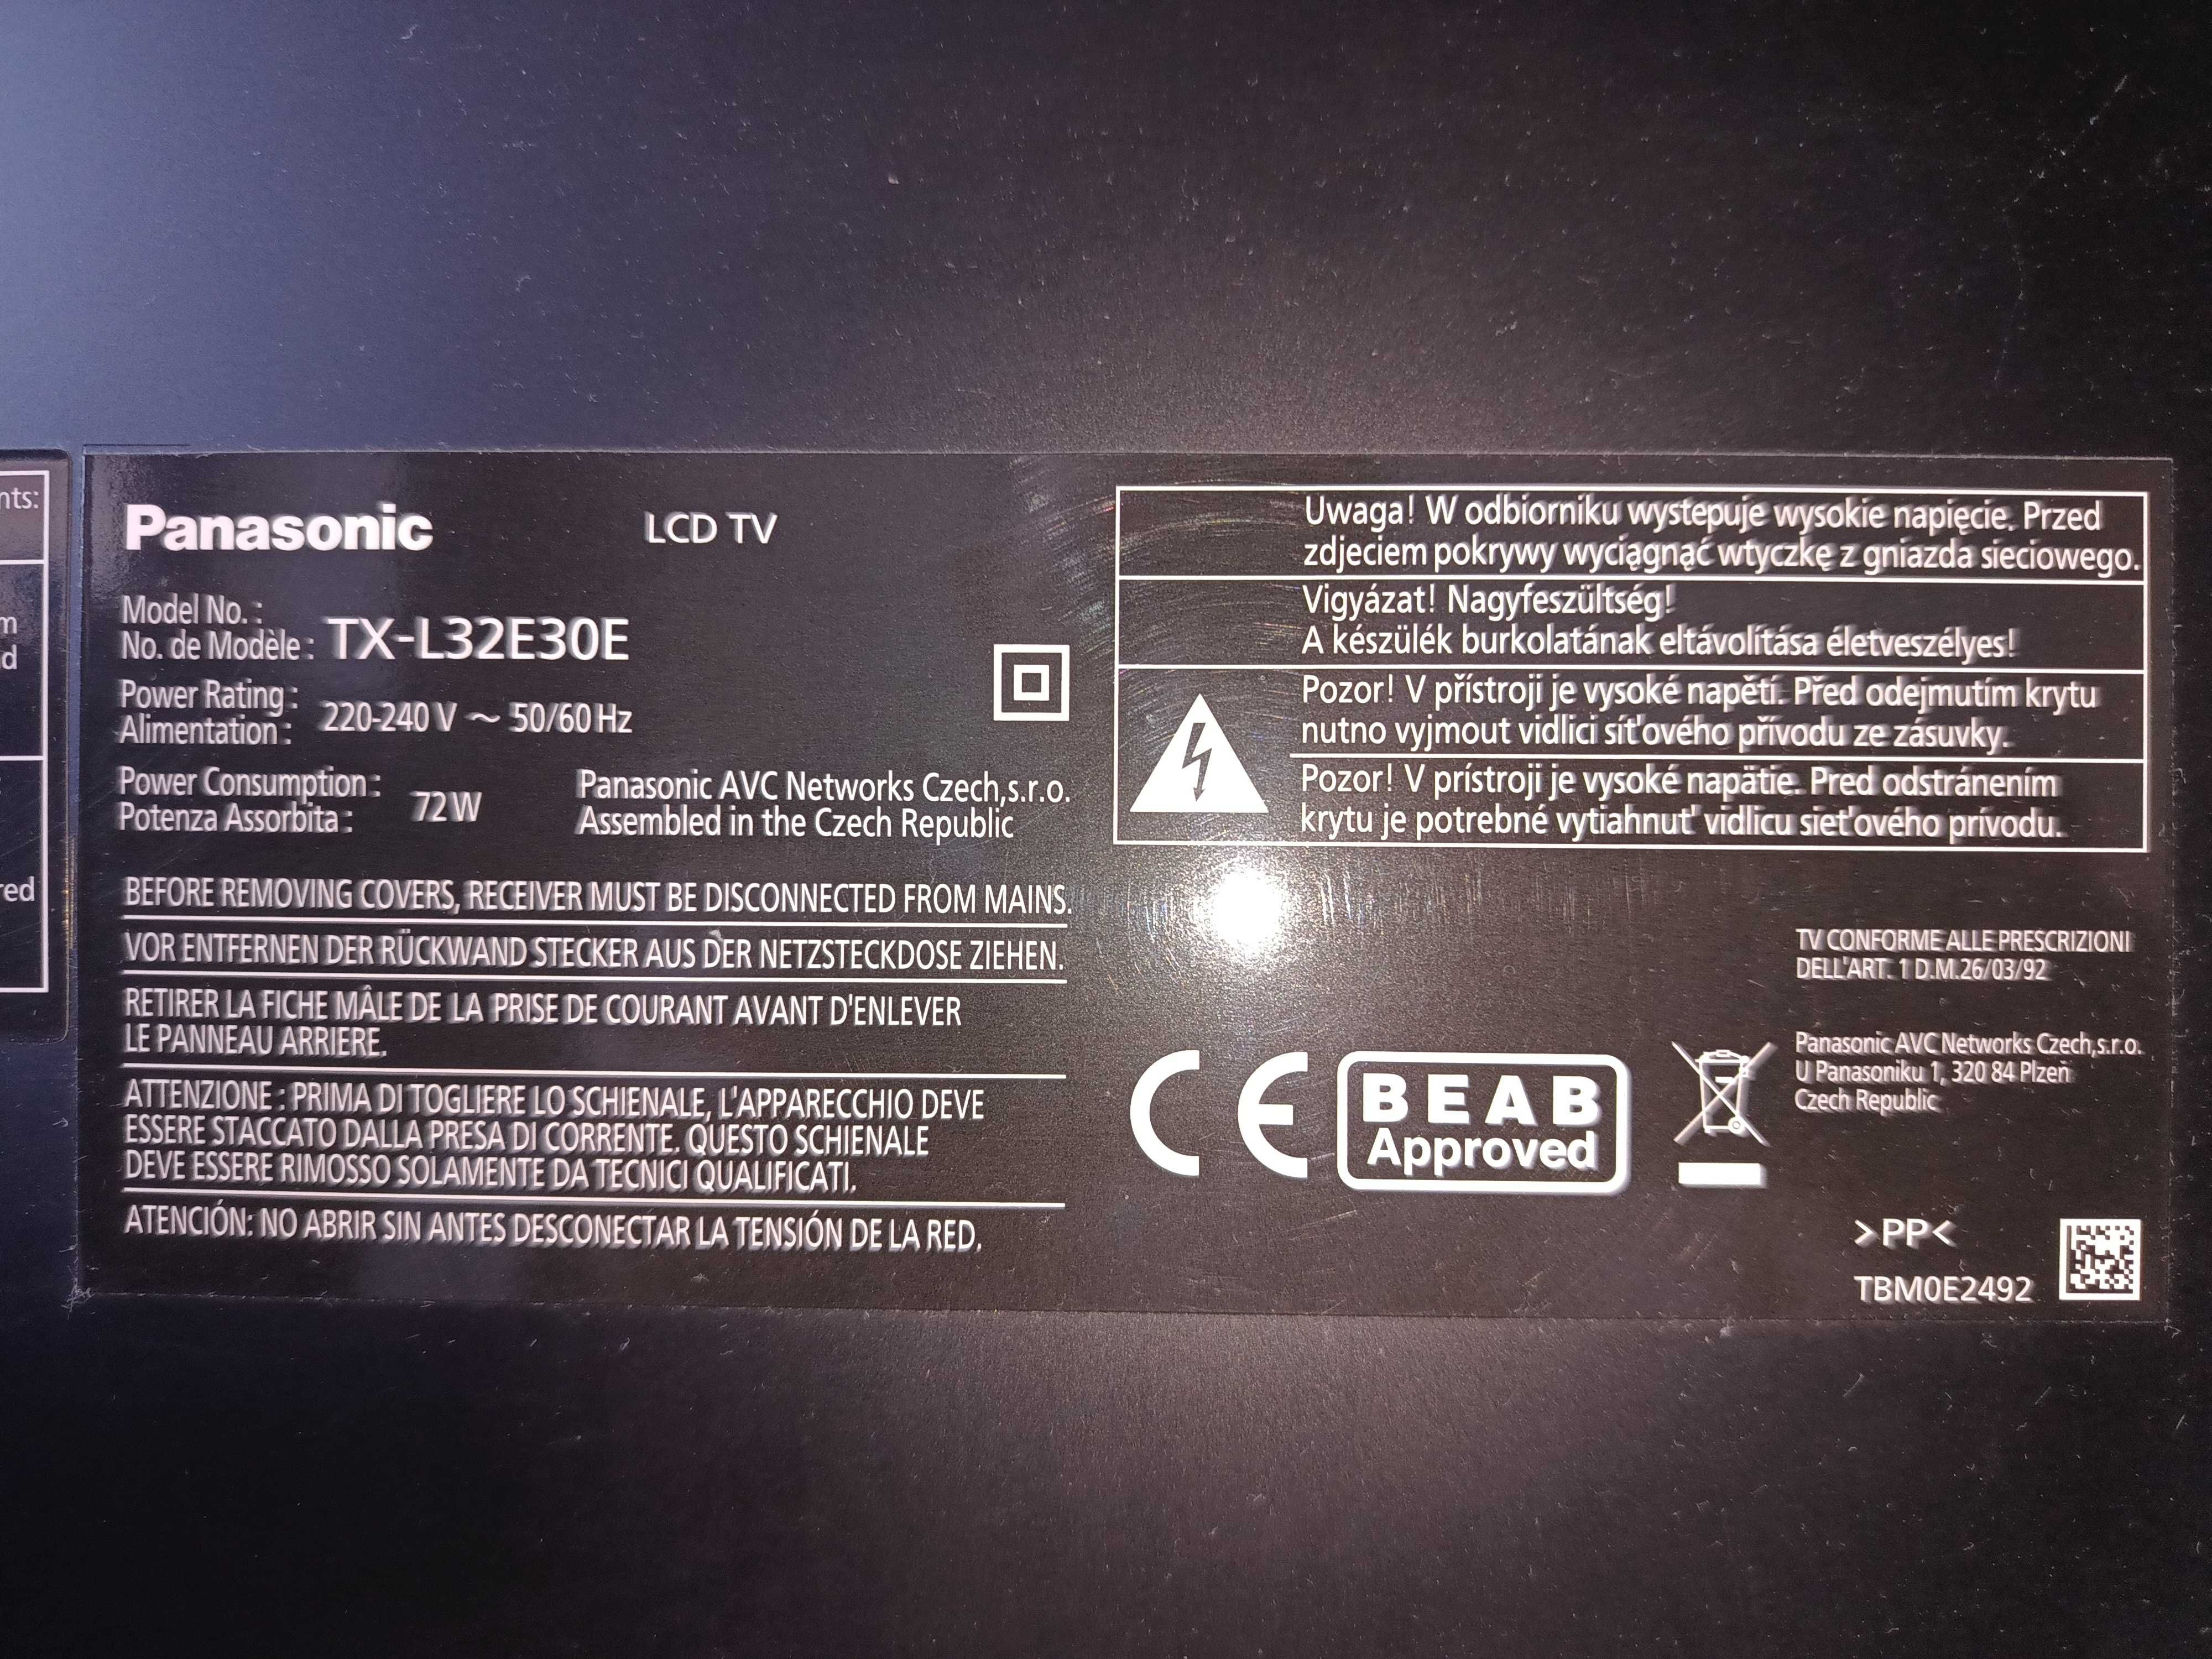 nts:
m
d
red
Panasonic
LCD TV
Model No. :
No. de Modèle : TX-L32E30E
Power Rating :
Alimentation : 220-240 V ~ 50/60 Hz
Power Consumption :
Potenza Assorbita : 72 W
Panasonic AVC Networks Czech,s.r.o.
Assembled in the Czech Republic
BEFORE REMOVING COVERS, RECEIVER MUST BE DISCONNECTED FROM MAINS.
VOR ENTFERNEN DER RÜCKWAND STECKER AUS DER NETZSTECKDOSE ZIEHEN.
RETIRER LA FICHE MÂLE DE LA PRISE DE COURANT AVANT D'ENLEVER
LE PANNEAU ARRIERE.
ATTENZIONE : PRIMA DI TOGLIERE LO SCHIENALE, L'APPARECCHIO DEVE
ESSERE STACCATO DALLA PRESA DI CORRENTE. QUESTO SCHIENALE
DEVE ESSERE RIMOSSO SOLAMENTE DA TECNICI QUALIFICATI.
ATENCIÓN: NO ABRIR SIN ANTES DESCONECTAR LA TENSIÓN DE LA RED.
Uwaga! W odbiorniku wystepuje wysokie napięcie. Przed
zdjeciem pokrywy wyciągnąć wtyczkę z gniazda sieciowego.
Vigyázat! Nagyfeszültség!
A készülék burkolatának eltávolítása életveszélyes!
Pozor! V přístroji je vysoké napětí. Před odejmutím krytu
nutno vyjmout vidlici síťového přívodu ze zásuvky.
Pozor! V prístroji je vysoké napätie. Pred odstránením
krytu je potrebné vytiahnuť vidlicu sieťového prívodu.
TV CONFORME ALLE PRESCRIZIONI
DELL'ART. 1 D.M.26/03/92
CE
BEAB
Approved
Panasonic AVC Networks Czech,s.r.o.
U Panasoniku 1, 320 84 Plzeň
Czech Republic
>PP<
TBM0E2492